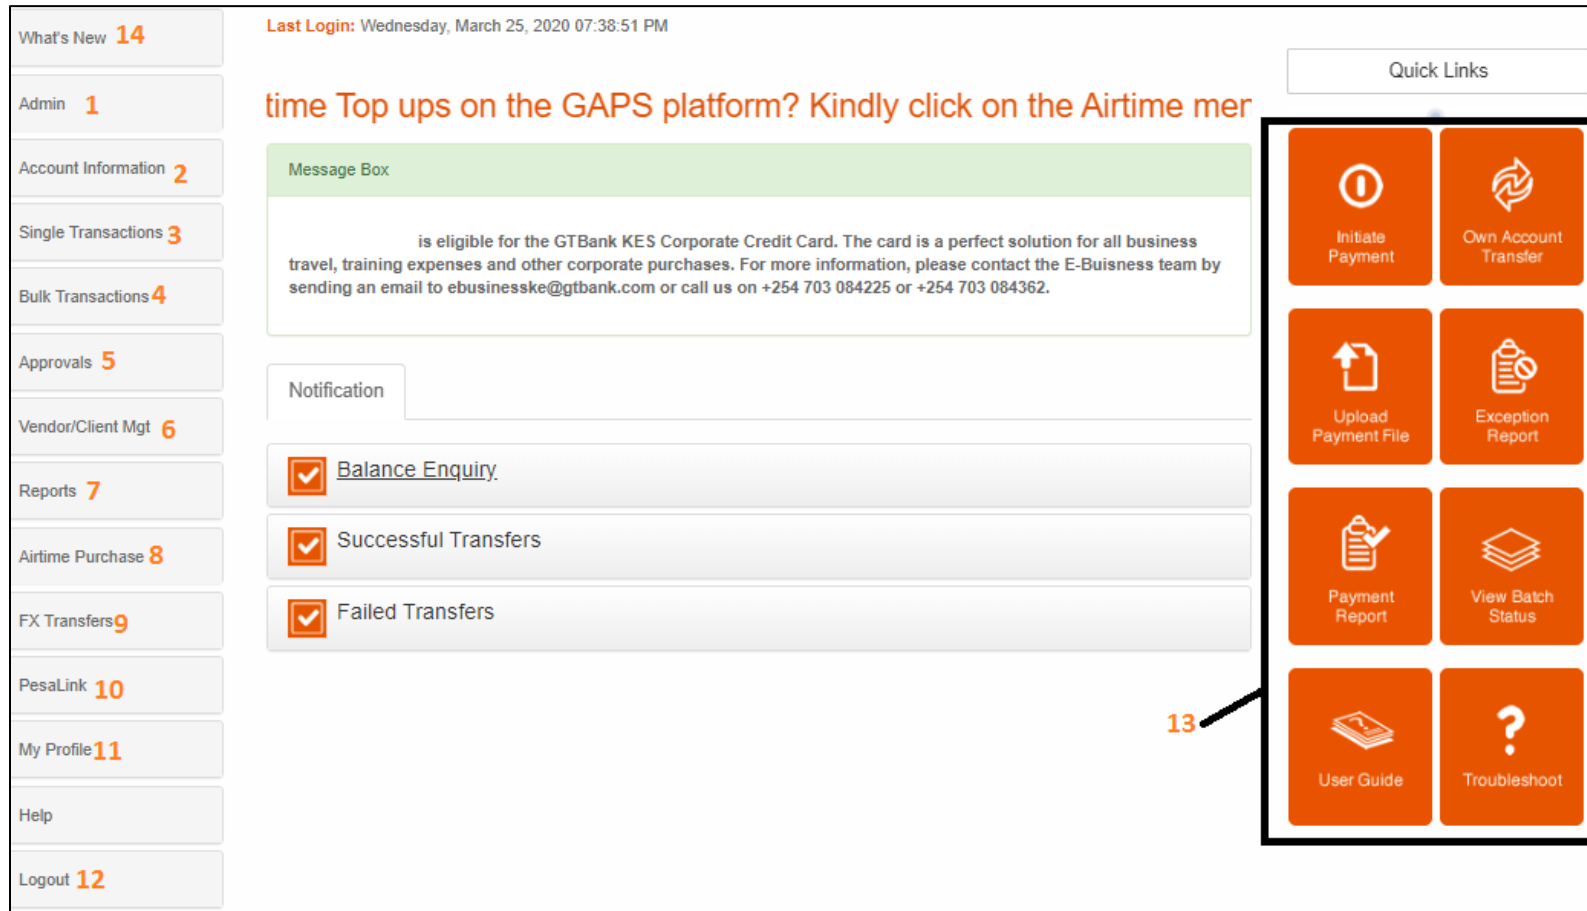 What's New 14
Admin 1
Account Information 2
Single Transactions 3
Bulk Transactions 4
Approvals 5
Vendor/Client Mgt 6
Reports 7
Airtime Purchase 8
FX Transfers 9
PesaLink 10
My Profile 11
Help
Logout 12
Last Login: Wednesday, March 25, 2020 07:38:51 PM
time Top ups on the GAPS platform? Kindly click on the Airtime mer
Message Box
is eligible for the GTBank KES Corporate Credit Card. The card is a perfect solution for all business
travel, training expenses and other corporate purchases. For more information, please contact the E-Buisness team by
sending an email to ebusinesske@gtbank.com or call us on +254 703 084225 or +254 703 084362.
Notification
Balance Enquiry
Successful Transfers
Failed Transfers
13
Quick Links
Initiate
Payment
Own Account
Transfer
Upload
Payment File
Exception
Report
Payment
Report
View Batch
Status
User Guide
Troubleshoot